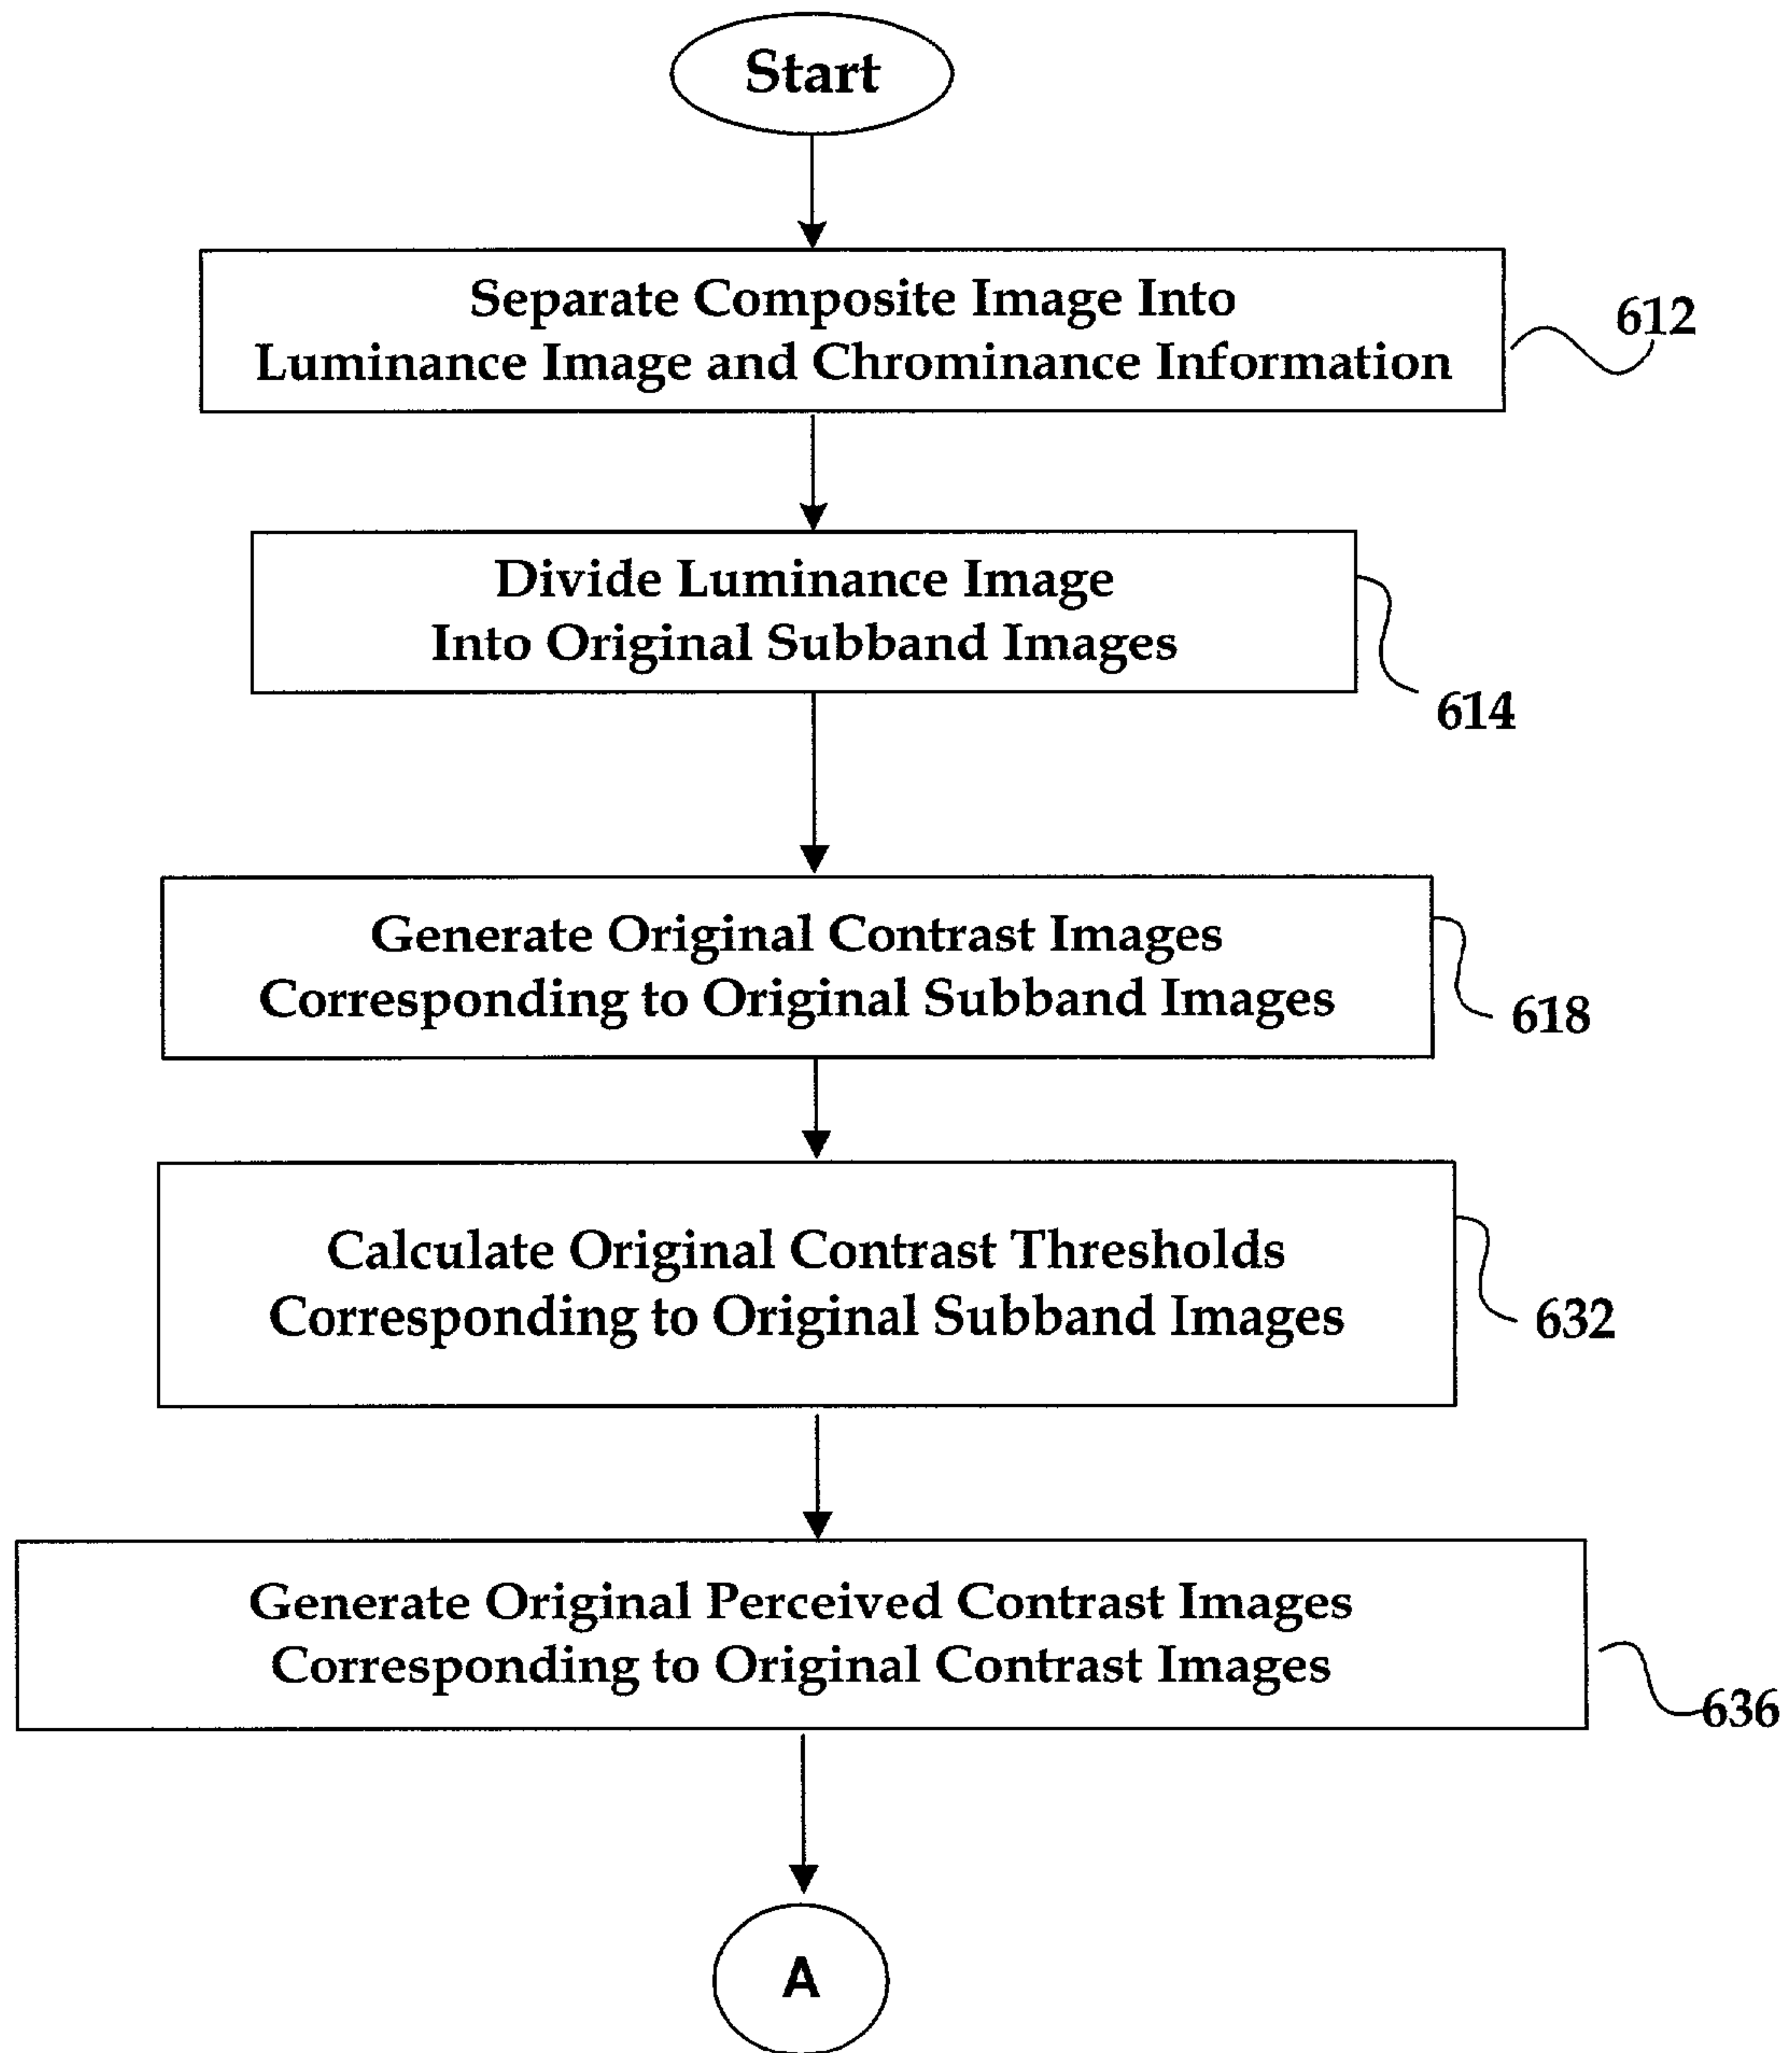 Start
Separate Composite Image Into
Luminance Image and Chrominance Information
612
Divide Luminance Image
Into Original Subband Images
614
Generate Original Contrast Images
Corresponding to Original Subband Images
618
Calculate Original Contrast Thresholds
Corresponding to Original Subband Images
632
Generate Original Perceived Contrast Images
Corresponding to Original Contrast Images
636
A